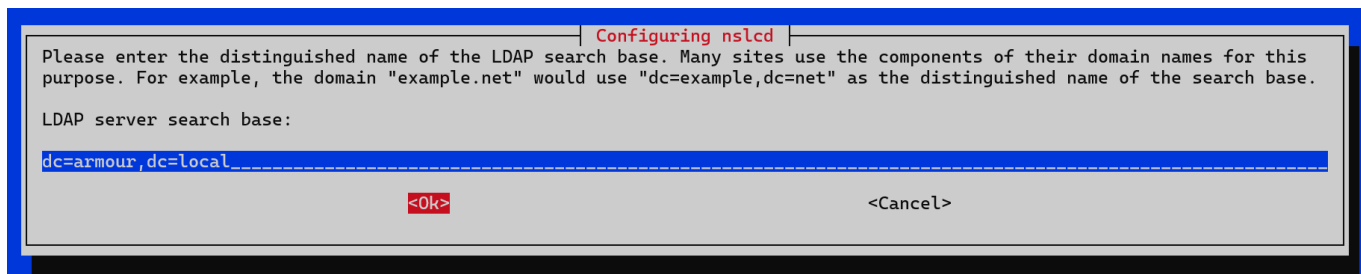 Configuring nslcd
Please enter the distinguished name of the LDAP search base. Many sites use the components of their domain names for this
purpose. For example, the domain "example.net" would use "dc=example,dc=net" as the distinguished name of the search base.
LDAP server search base:
dc=armour,dc=local_______________________________________________________________________________________________________
<Ok> <Cancel>